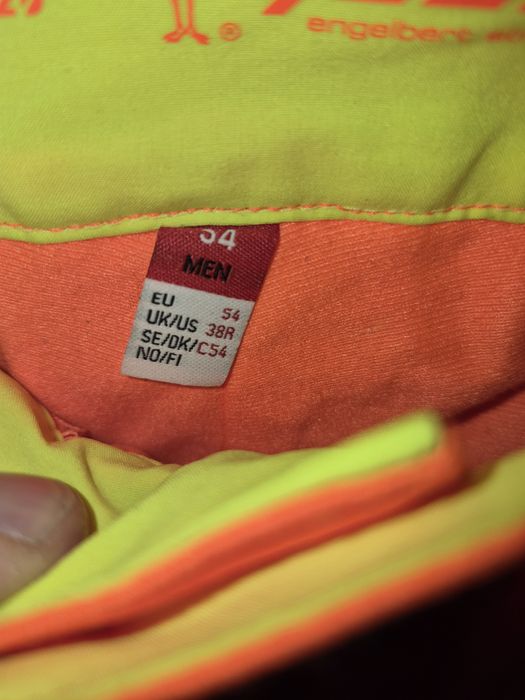 ®
engelbert
54
MEN
EU 54
UK/US 38R
SE/DK/ C54
NO/FI